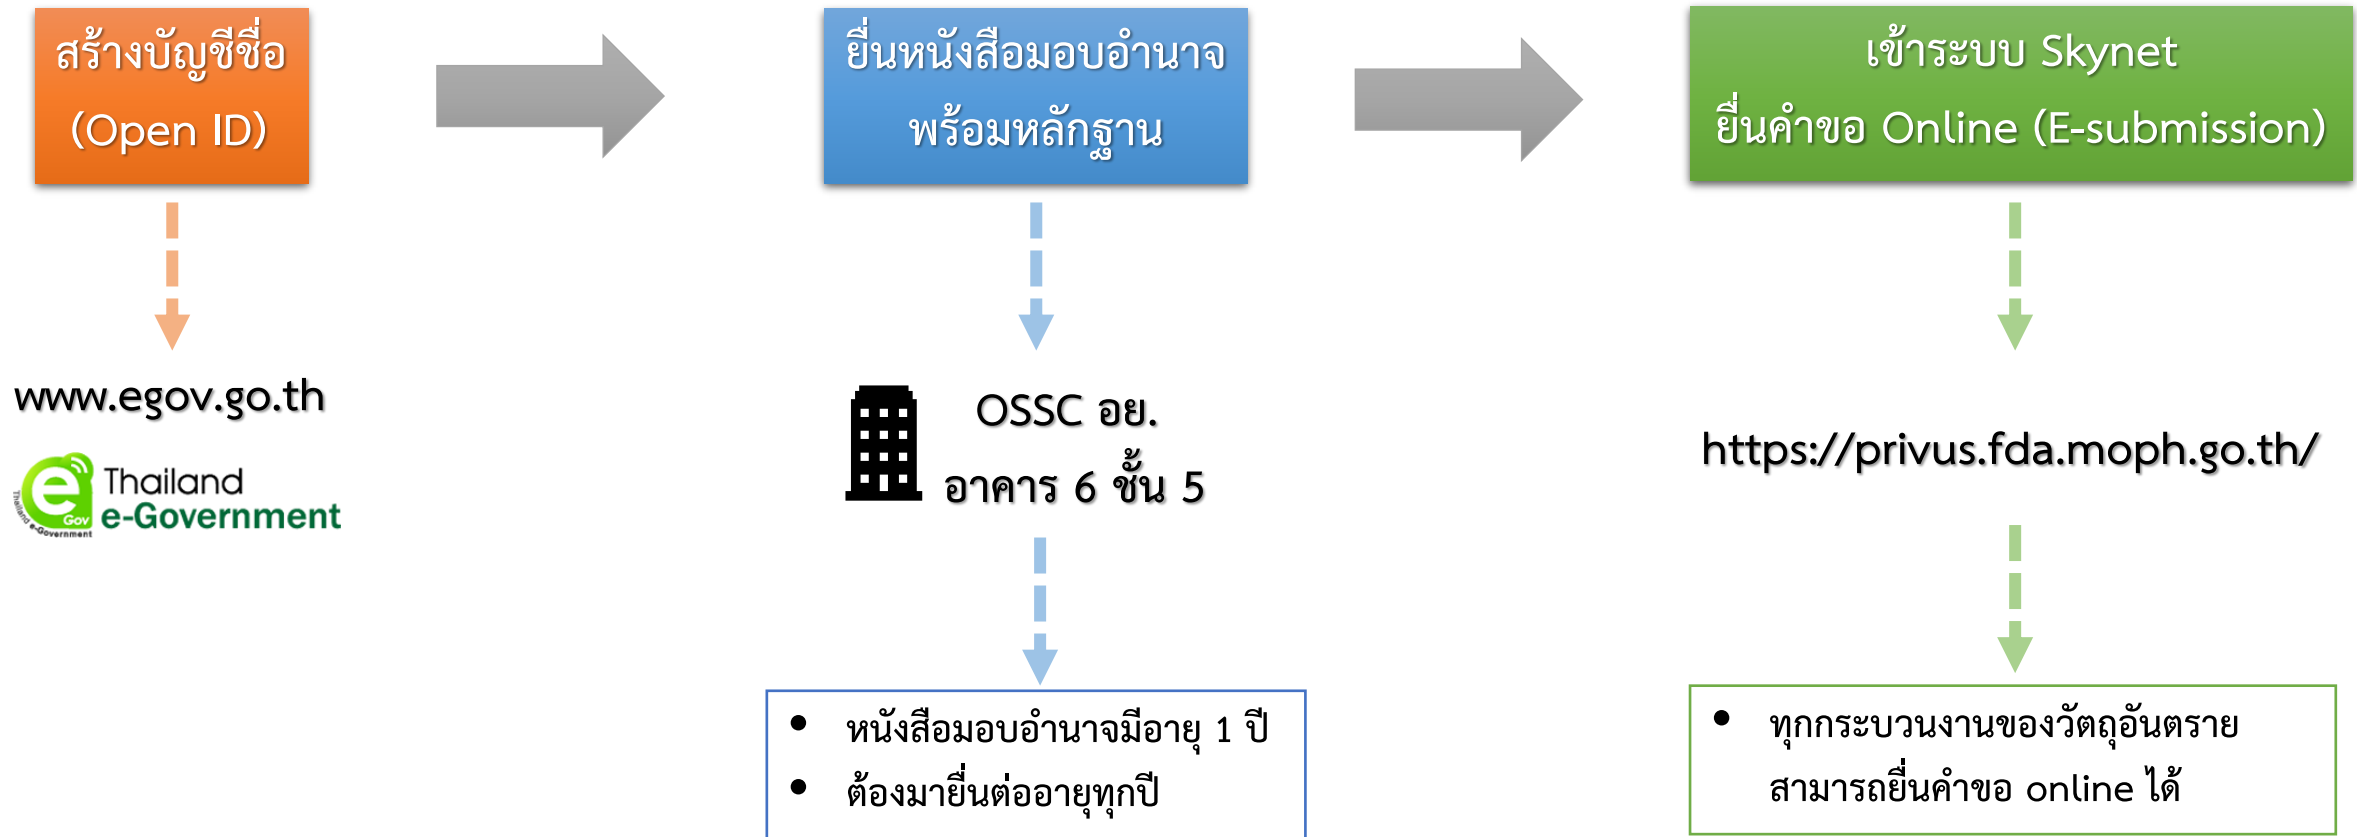 สร้างบัญชีชื่อ
(Open ID)
ยื่นหนังสือมอบอำนาจ
พร้อมหลักฐาน
เข้าระบบ Skynet
ยื่นคำขอ Online (E-submission)
www.egov.go.th
e
Gov
Thailand e-Government
Thailand
e-Government
OSSC อย.
อาคาร 6 ชั้น 5
https://privus.fda.moph.go.th/
• หนังสือมอบอำนาจมีอายุ 1 ปี
• ต้องมายื่นต่ออายุทุกปี
• ทุกกระบวนงานของวัตถุอันตราย
สามารถยื่นคำขอ online ได้